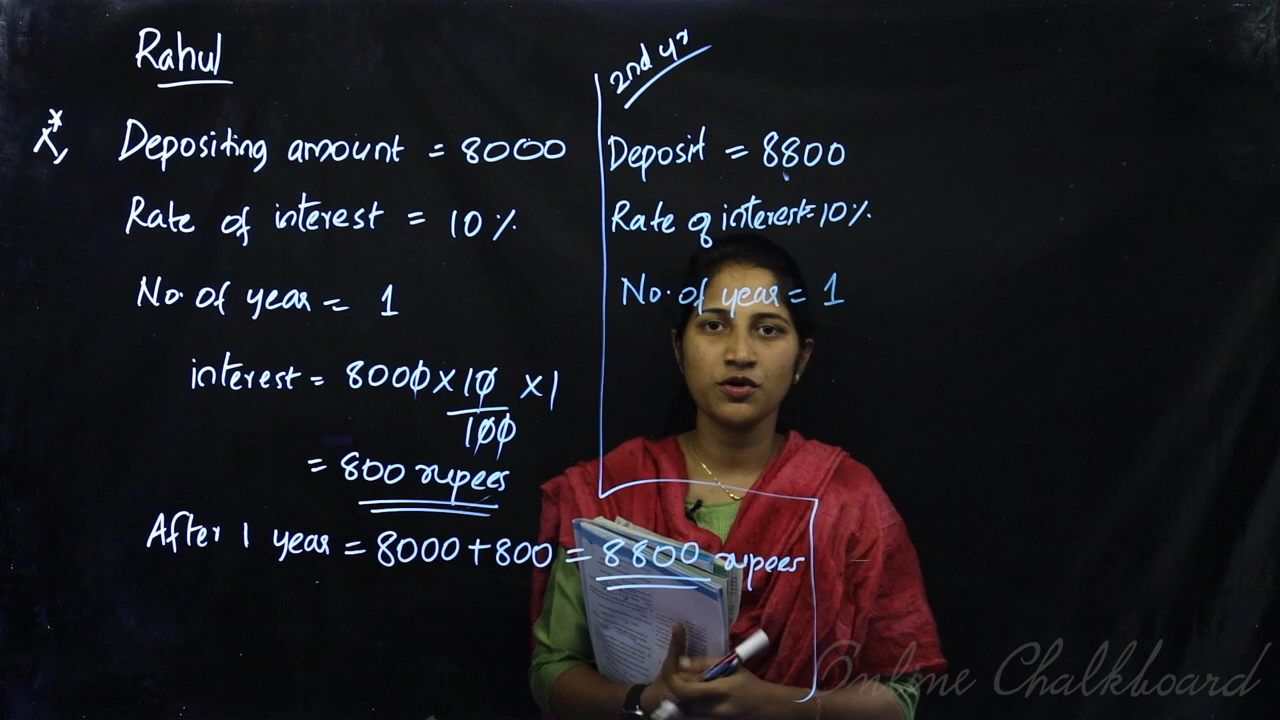 Rahul
Depositing amount = 8000
Rate of interest = 10%
No. of year = 1
interest = 8000 × 10/100 × 1
= 800 rupees
After 1 year = 8000 + 800 = 8800 rupees
2nd yr
Deposit = 8800
Rate of interest = 10%.
No. of year = 1
Online Chalkboard